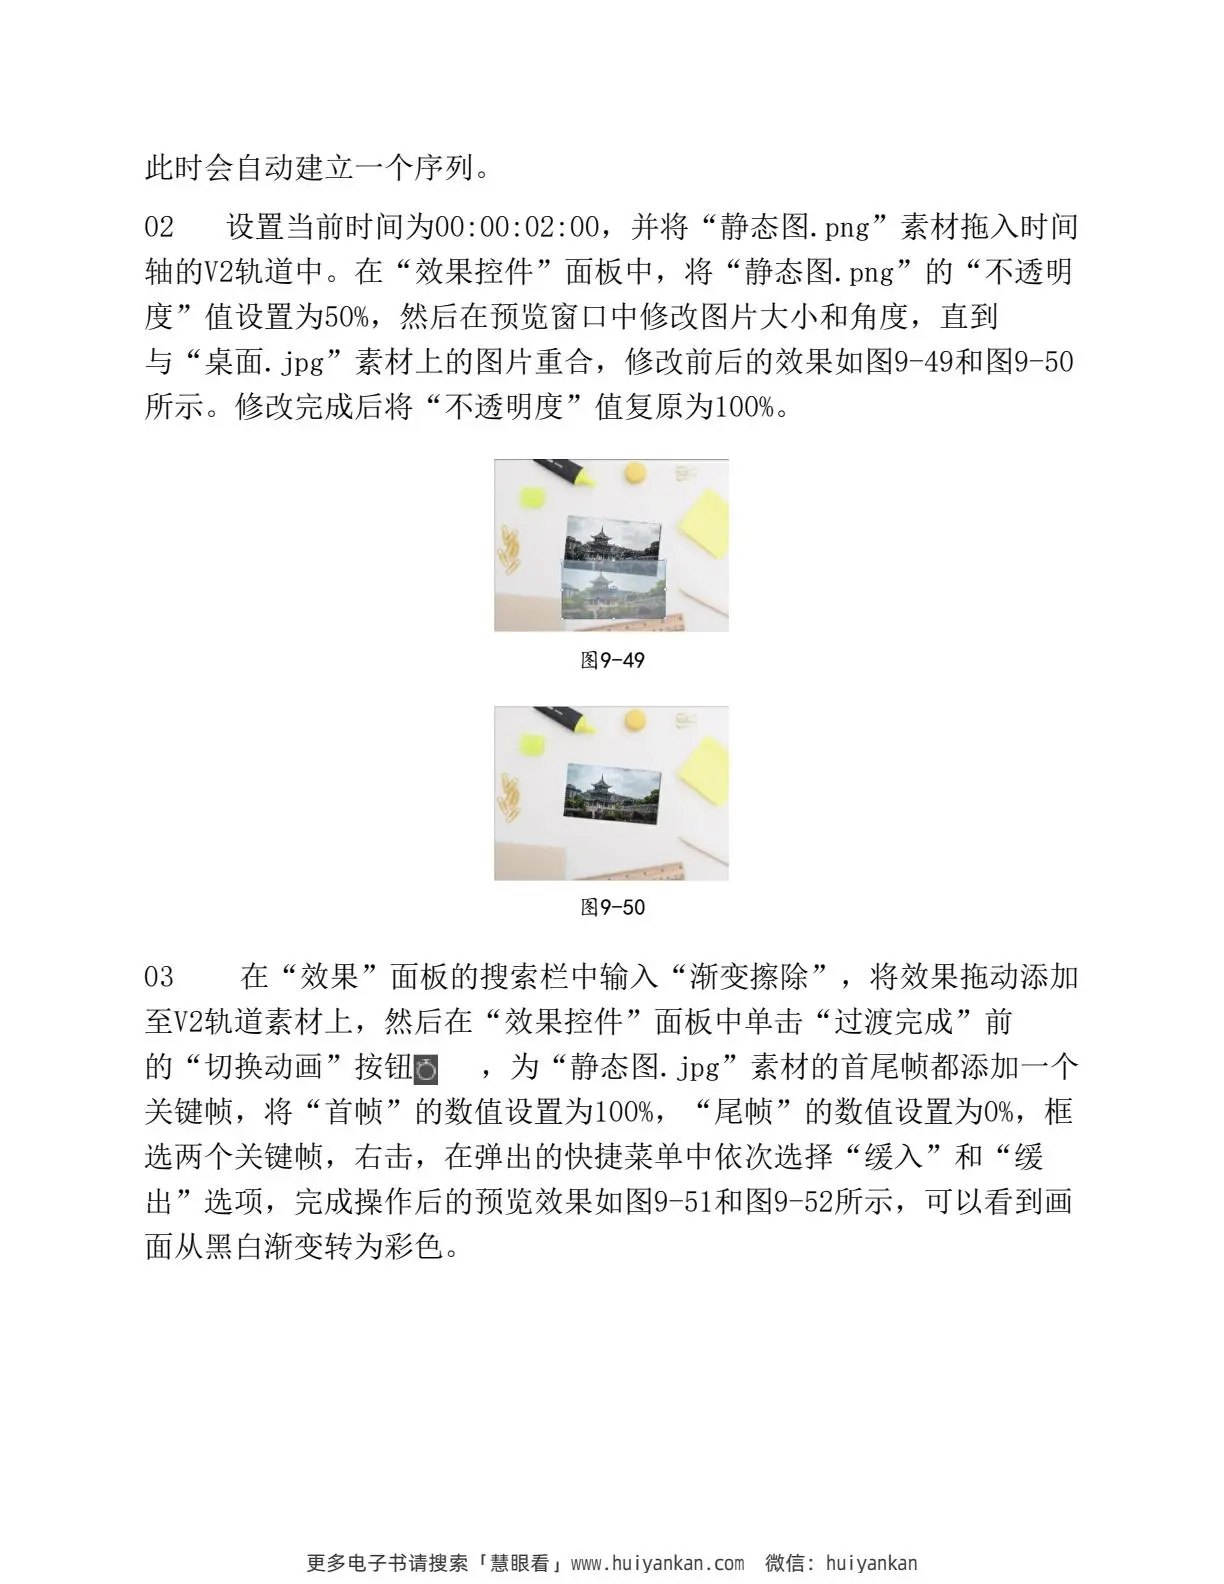 此时会自动建立一个序列。
02 设置当前时间为00:00:02:00，并将“静态图.png”素材拖入时间
轴的V2轨道中。在“效果控件”面板中，将“静态图.png”的“不透明
度”值设置为50%，然后在预览窗口中修改图片大小和角度，直到
与“桌面.jpg”素材上的图片重合，修改前后的效果如图9-49和图9-50
所示。修改完成后将“不透明度”值复原为100%。
图9-49
图9-50
03 在“效果”面板的搜索栏中输入“渐变擦除”，将效果拖动添加
至V2轨道素材上，然后在“效果控件”面板中单击“过渡完成”前
的“切换动画”按钮，为“静态图.jpg”素材的首尾帧都添加一个
关键帧，将“首帧”的数值设置为100%，“尾帧”的数值设置为0%，框
选两个关键帧，右击，在弹出的快捷菜单中依次选择“缓入”和“缓
出”选项，完成操作后的预览效果如图9-51和图9-52所示，可以看到画
面从黑白渐变转为彩色。
更多电子书请搜索「慧眼看」www.huiyankan.com 微信：huiyankan